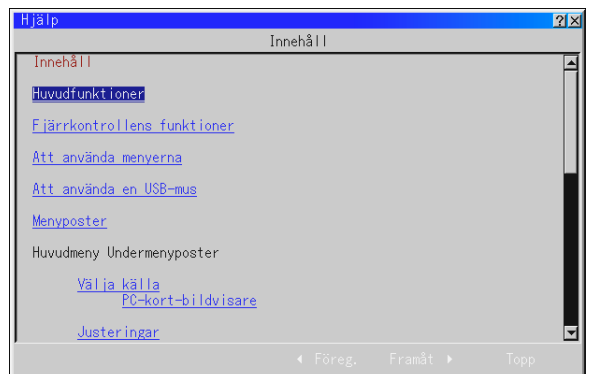 Hjälp
Innehåll
Innehåll
Huvudfunktioner
Fjärrkontrollens funktioner
Att använda menyerna
Att använda en USB-mus
Menyposter
Huvudmeny Undermenyposter
Välja källa
PC-kort-bildvisare
Justeringar
Föreg. Framåt Topp